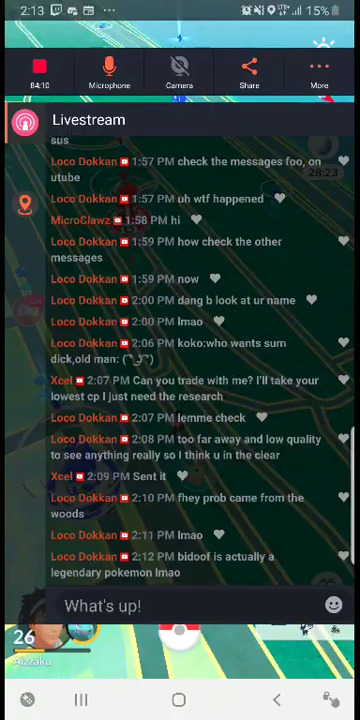 2:13 ... LTE+ 15%
84:10 Microphone Camera Share More
Livestream
sus
Loco Dokkan 1:57 PM check the messages foo, on
utube
28:23
Loco Dokkan 1:57 PM uh wtf happened
MicroClawz 1:58 PM hi
Loco Dokkan 1:59 PM how check the other
messages
Loco Dokkan 1:59 PM now
Loco Dokkan 2:00 PM dang b look at ur name
Loco Dokkan 2:00 PM lmao
Loco Dokkan 2:06 PM koko:who wants sum
dick,old man: ( ͡° ͜ʖ ͡°)
Xcel 2:07 PM Can you trade with me? I'll take your
lowest cp I just need the research
Loco Dokkan 2:07 PM lemme check
Loco Dokkan 2:08 PM too far away and low quality
to see anything really so I think u in the clear
Xcel 2:09 PM Sent it
Loco Dokkan 2:10 PM fhey prob came from the
woods
Loco Dokkan 2:11 PM lmao
Loco Dokkan 2:12 PM bidoof is actually a
legendary pokemon lmao
What's up!
26
Aizzaku